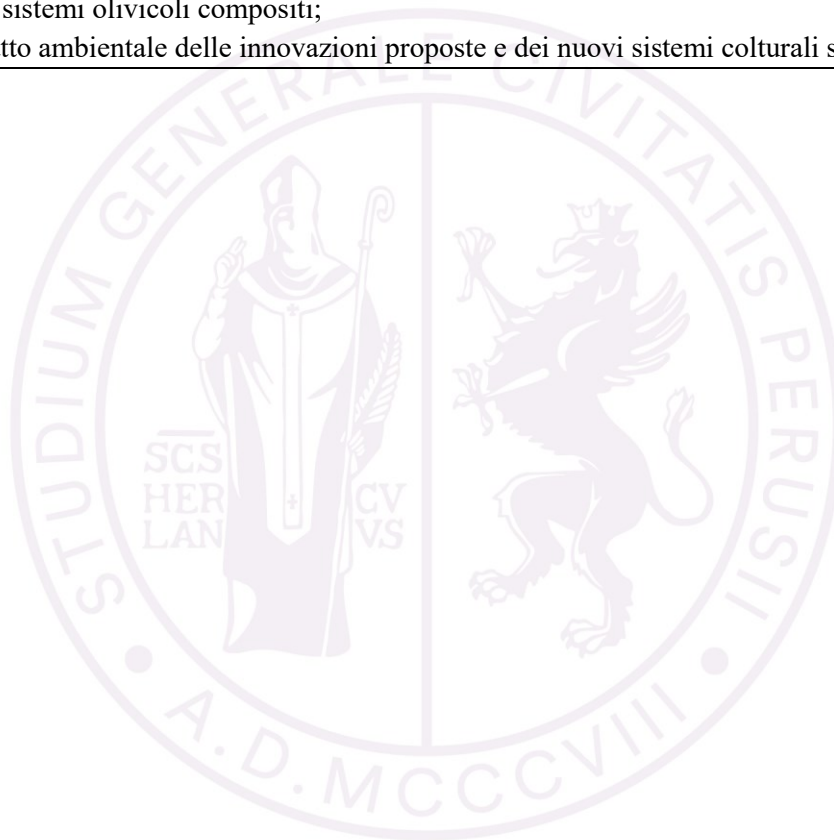 sistemi olivicoli compositi;
tto ambientale delle innovazioni proposte e dei nuovi sistemi colturali s
STUDIUM GENERALE CIVITATIS PERUSII
SCS
HER
LAN
CV
VS
A.D. MCCCVIII